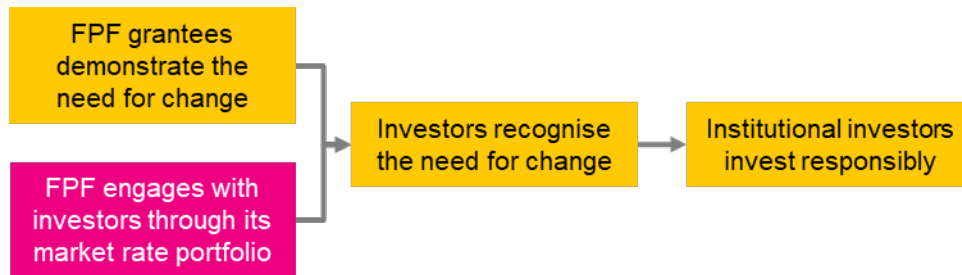 FPF grantees
demonstrate the
need for change
FPF engages with
investors through its
market rate portfolio
Investors recognise
the need for change
Institutional investors
invest responsibly